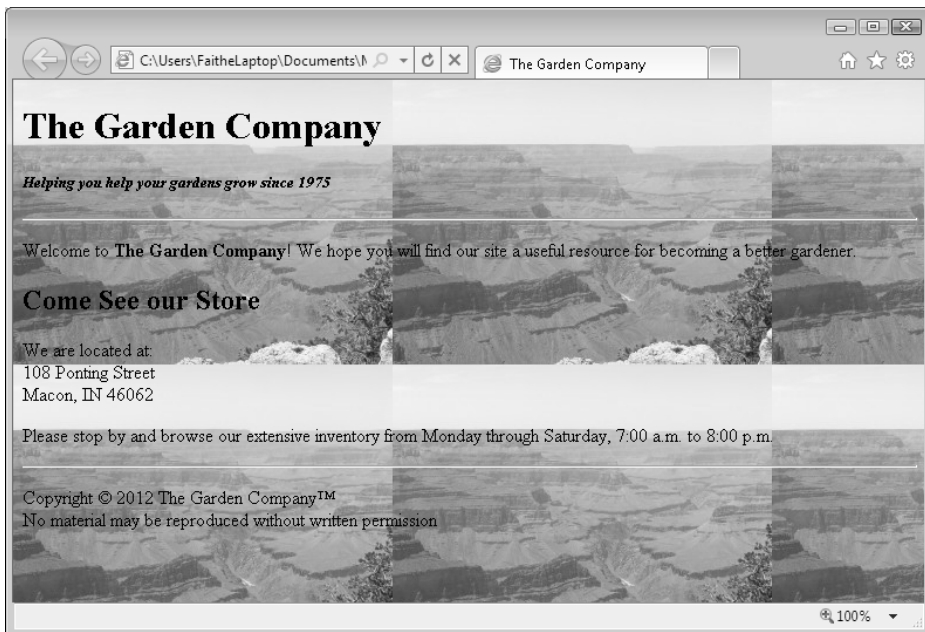 C:\Users\FaitheLaptop\Documents\M
The Garden Company
The Garden Company
Helping you help your gardens grow since 1975
Welcome to The Garden Company! We hope you will find our site a useful resource for becoming a better gardener.
Come See our Store
We are located at:
108 Ponting Street
Macon, IN 46062
Please stop by and browse our extensive inventory from Monday through Saturday, 7:00 a.m. to 8:00 p.m.
Copyright © 2012 The Garden Company™
No material may be reproduced without written permission
100%